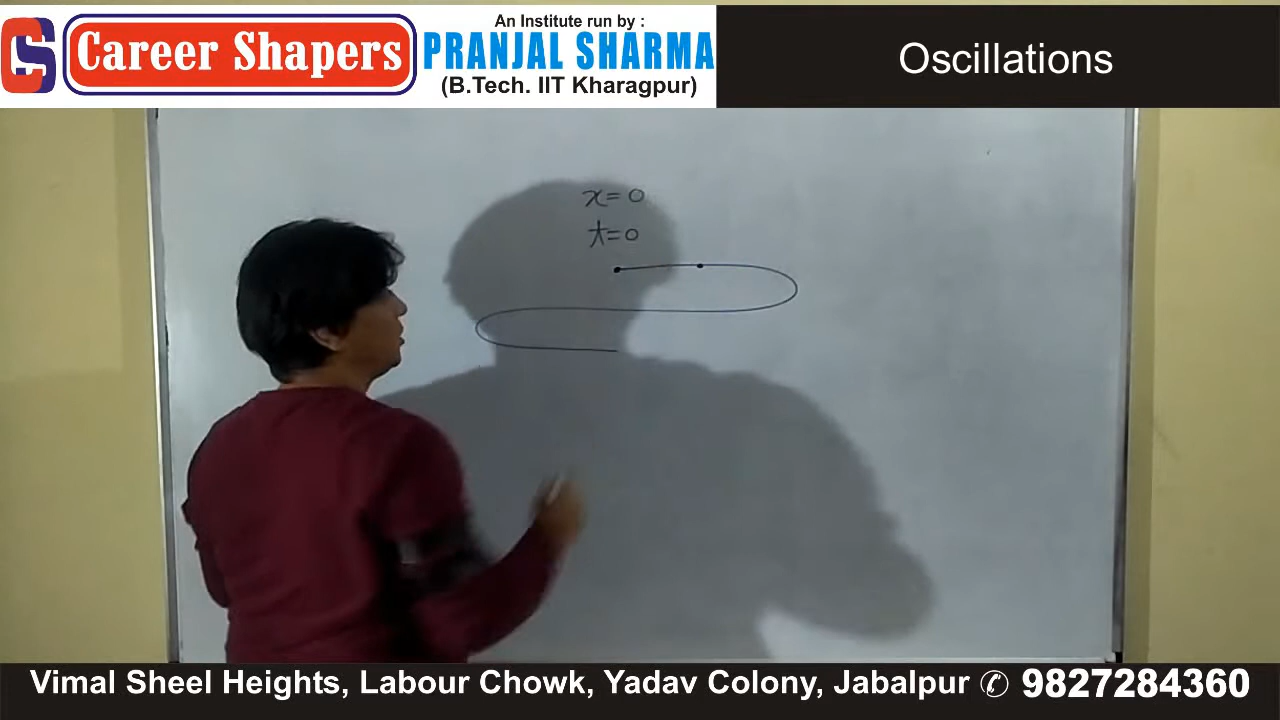 CS Career Shapers
An Institute run by :
PRANJAL SHARMA
(B.Tech. IIT Kharagpur)
Oscillations
x=0
t=0
Vimal Sheel Heights, Labour Chowk, Yadav Colony, Jabalpur ✆ 9827284360